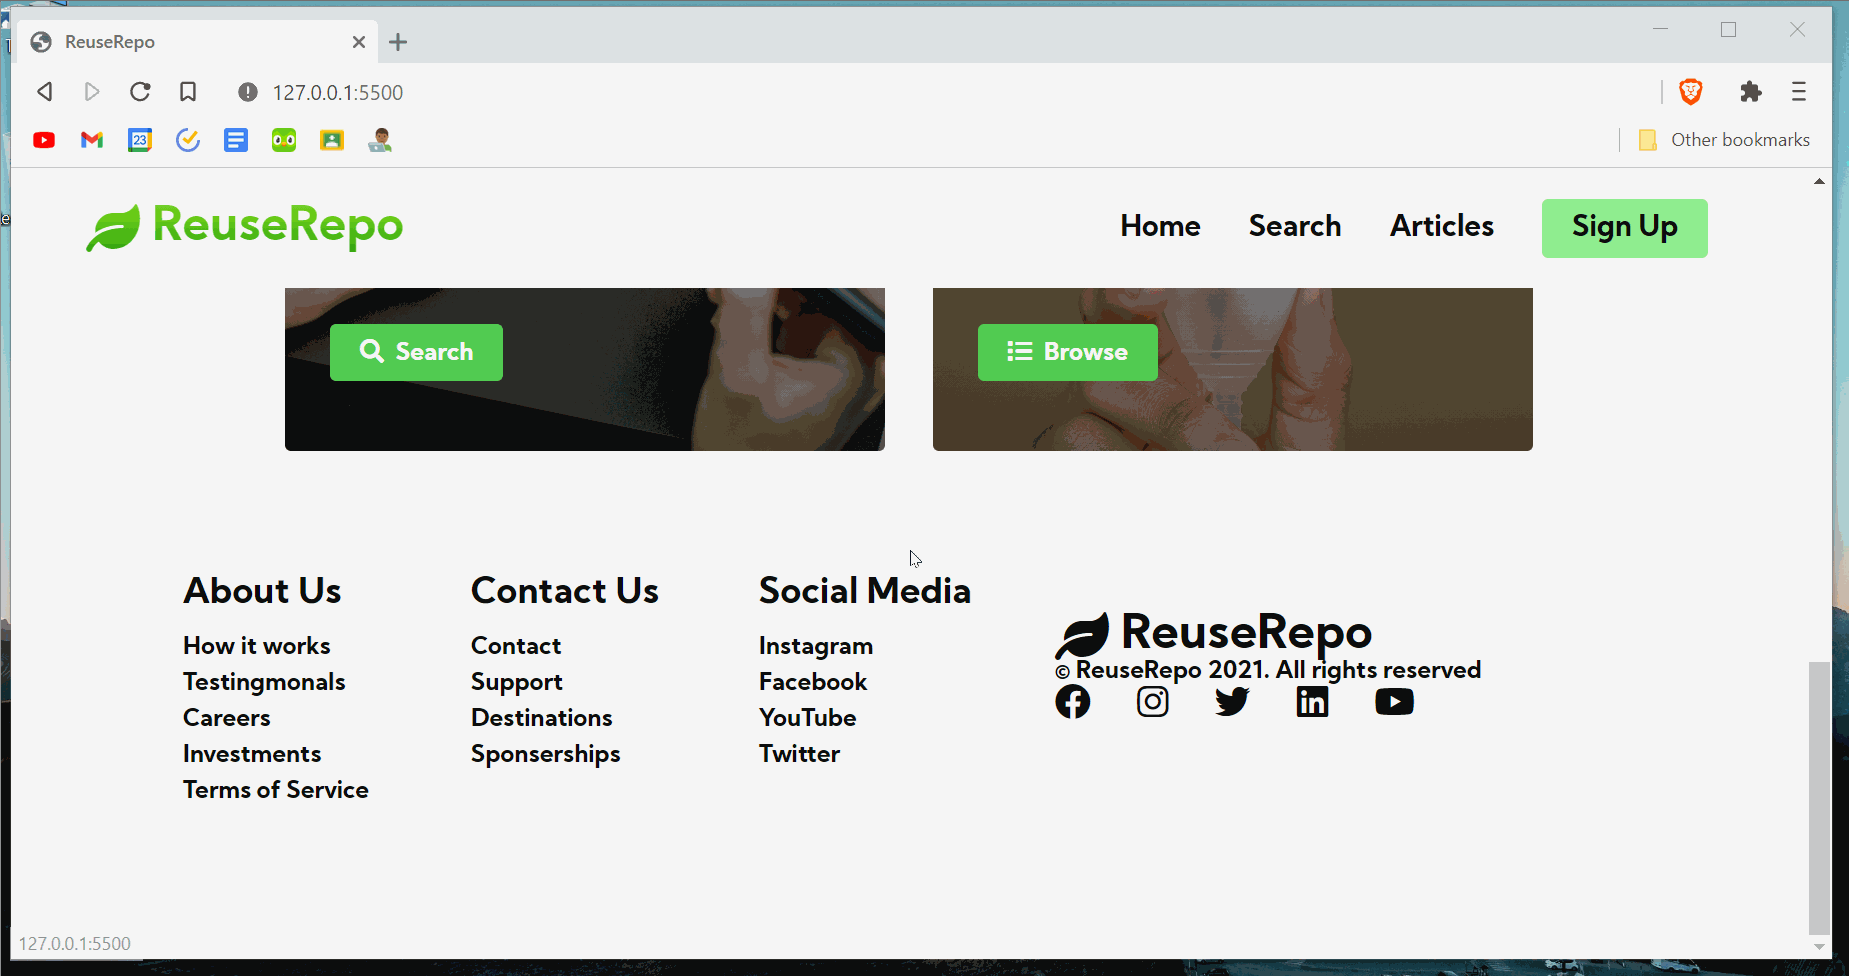 ReuseRepo
127.0.0.1:5500
23
Other bookmarks
ReuseRepo
Home
Search
Articles
Sign Up
Search
Browse
About Us
How it works
Testingmonals
Careers
Investments
Terms of Service
Contact Us
Contact
Support
Destinations
Sponserships
Social Media
Instagram
Facebook
YouTube
Twitter
ReuseRepo
© ReuseRepo 2021. All rights reserved
127.0.0.1:5500